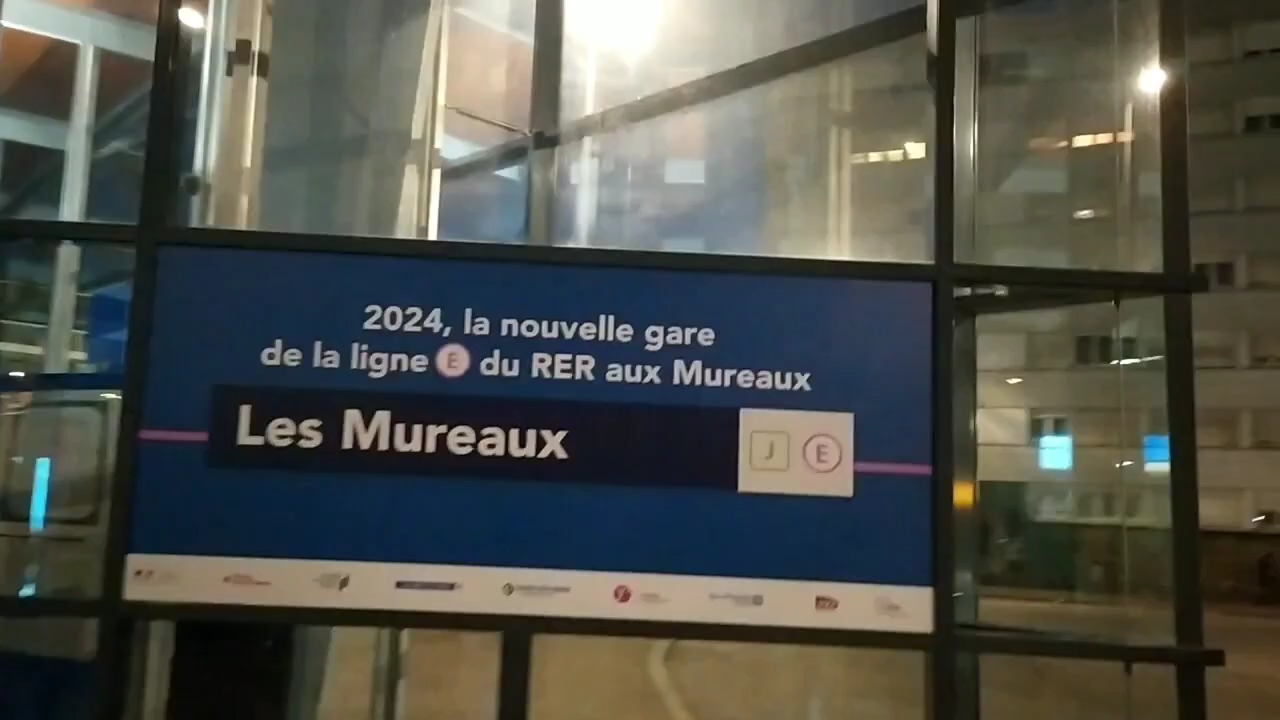 2024, la nouvelle gare
de la ligne E du RER aux Mureaux
Les Mureaux
J E